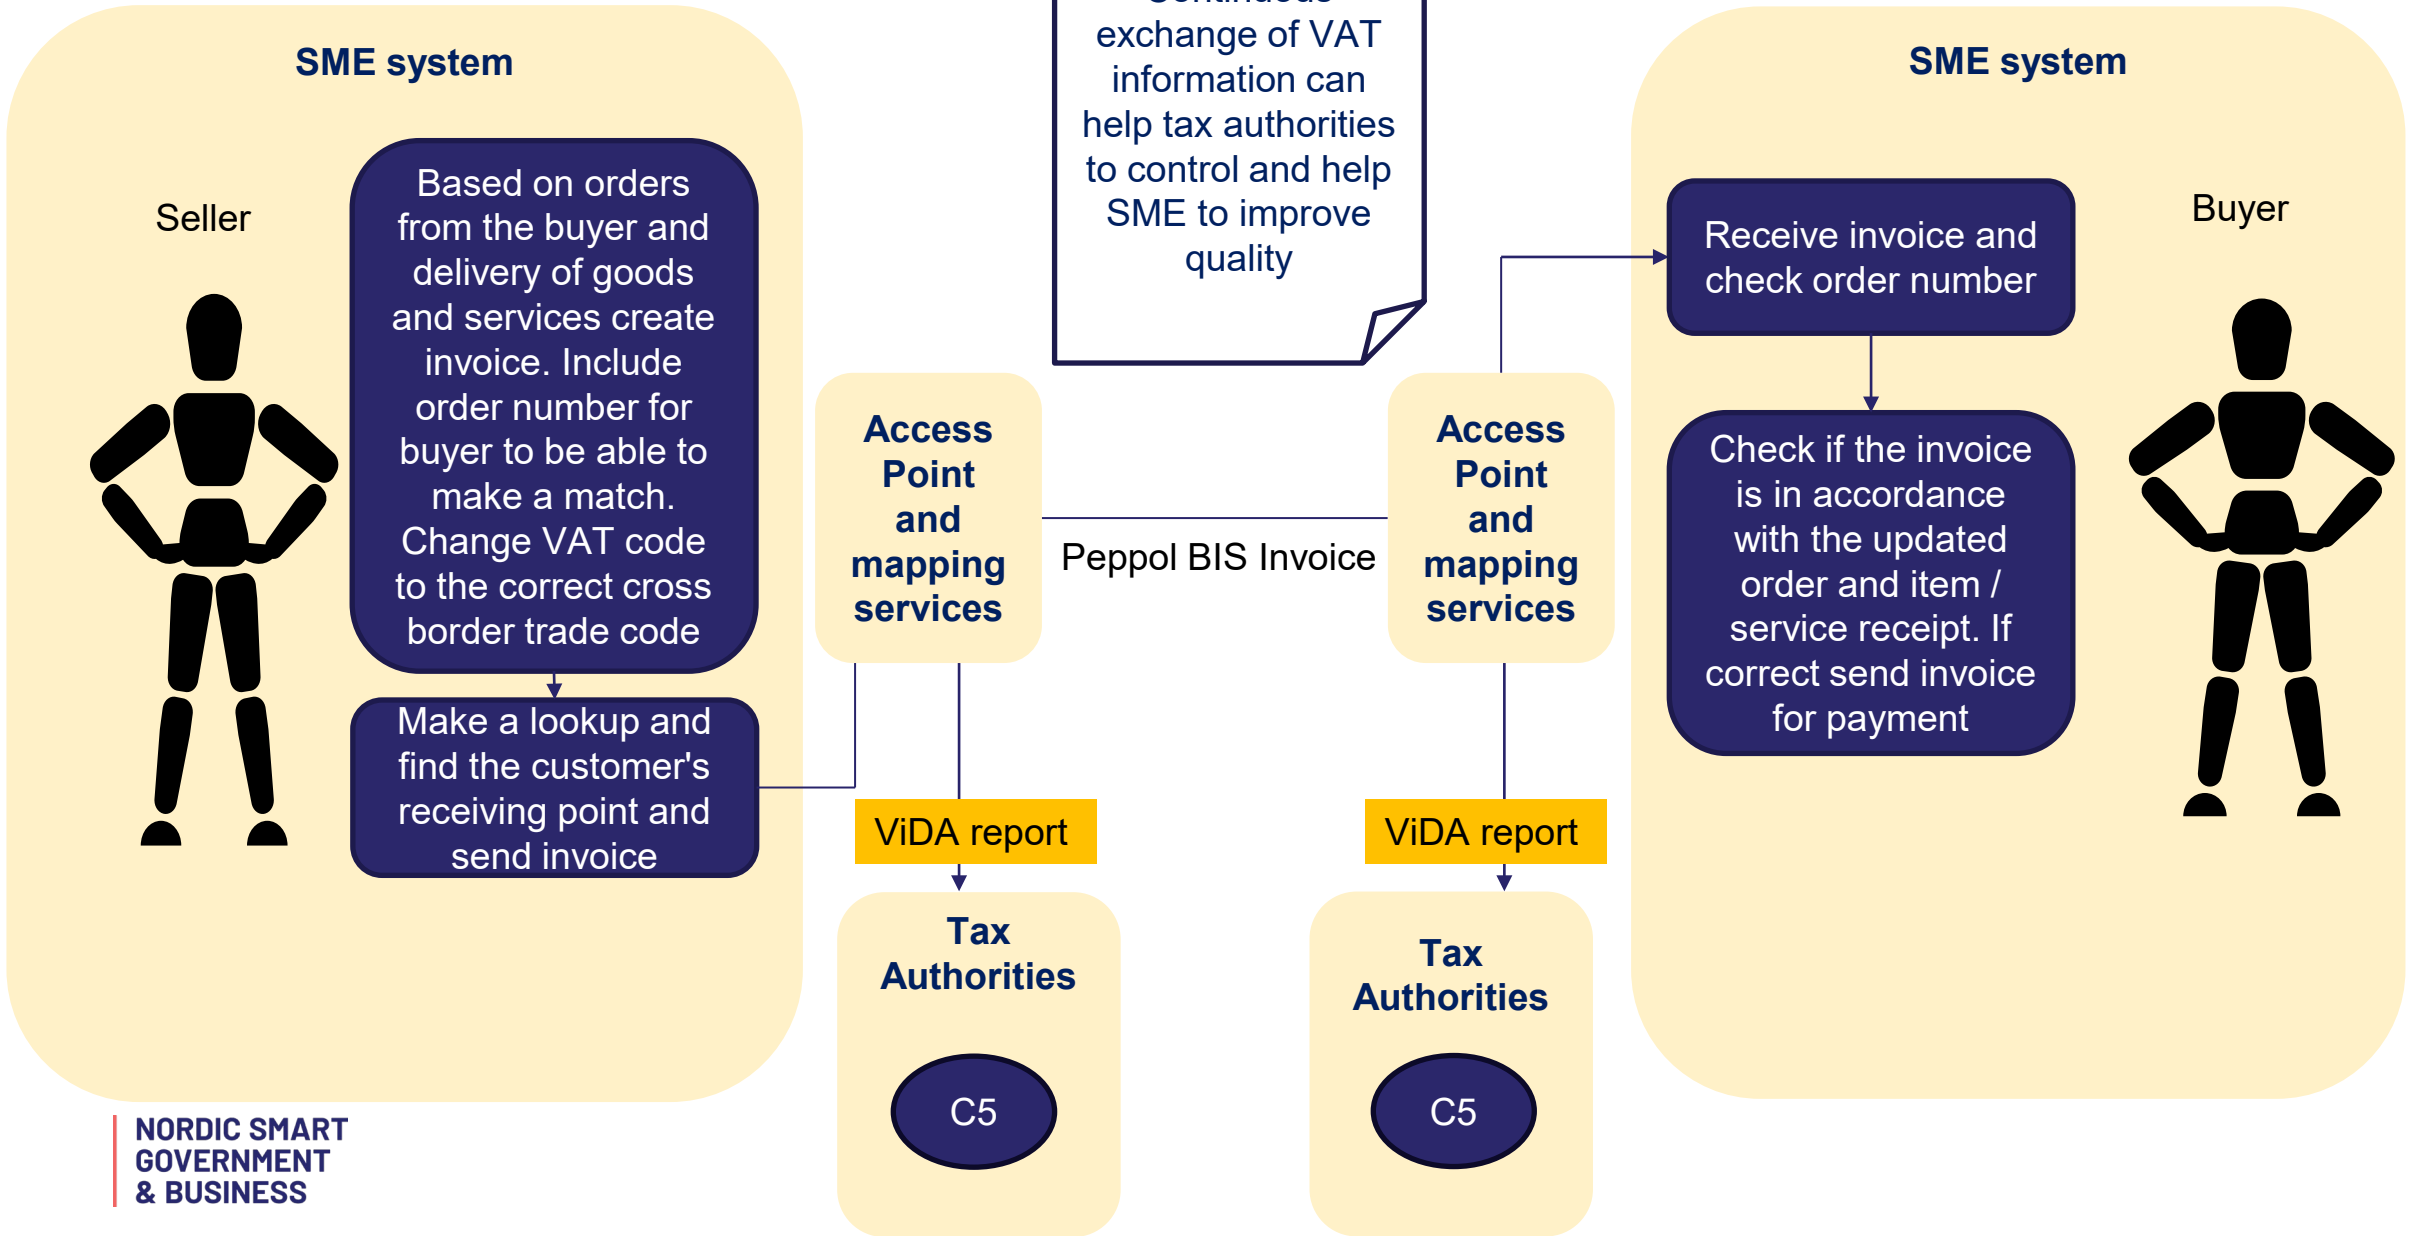 SME system
Seller
Based on orders
from the buyer and
delivery of goods
and services create
invoice. Include
order number for
buyer to be able to
make a match.
Change VAT code
to the correct cross
border trade code
Make a lookup and
find the customer's
receiving point and
send invoice
Continuous
exchange of VAT
information can
help tax authorities
to control and help
SME to improve
quality
Access
Point
and
mapping
services
Peppol BIS Invoice
Access
Point
and
mapping
services
ViDA report
ViDA report
Tax
Authorities
C5
Tax
Authorities
C5
SME system
Buyer
Receive invoice and
check order number
Check if the invoice
is in accordance
with the updated
order and item /
service receipt. If
correct send invoice
for payment
NORDIC SMART
GOVERNMENT
& BUSINESS